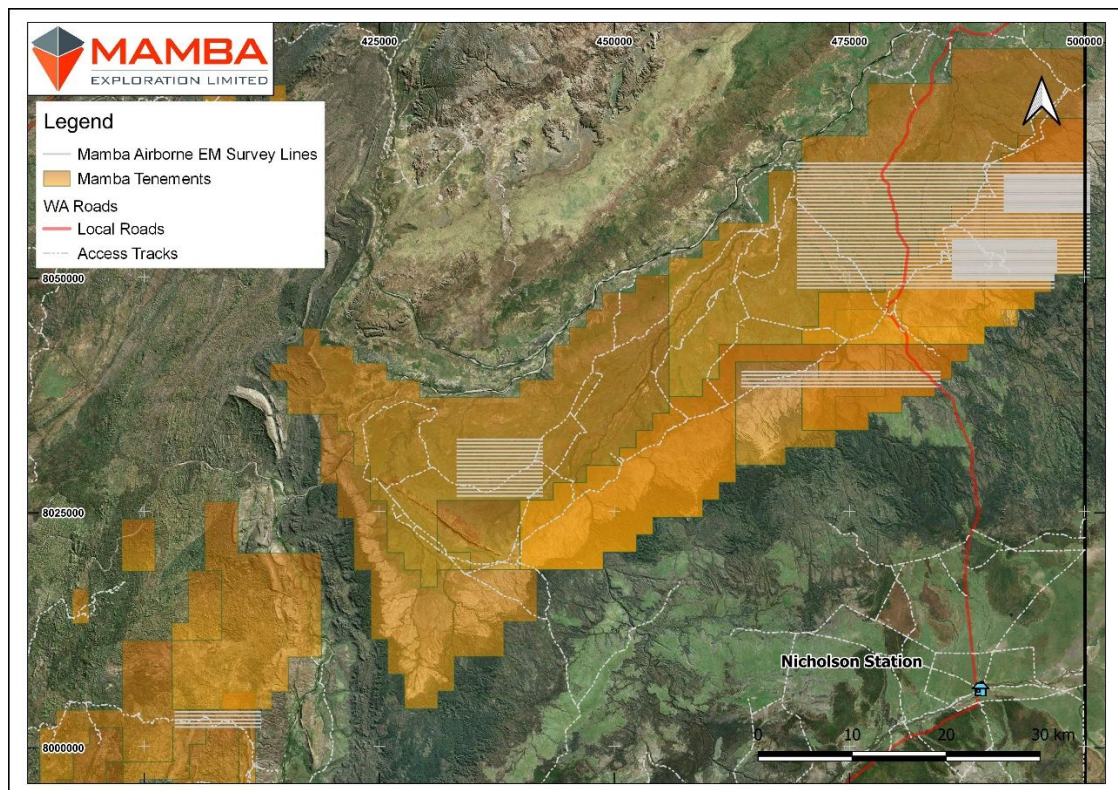 MAMBA
EXPLORATION LIMITED
425000
450000
475000
500000
Legend
Mamba Airborne EM Survey Lines
Mamba Tenements
WA Roads
Local Roads
Access Tracks
8050000
8025000
Nicholson Station
8000000
0 10 20 30 km